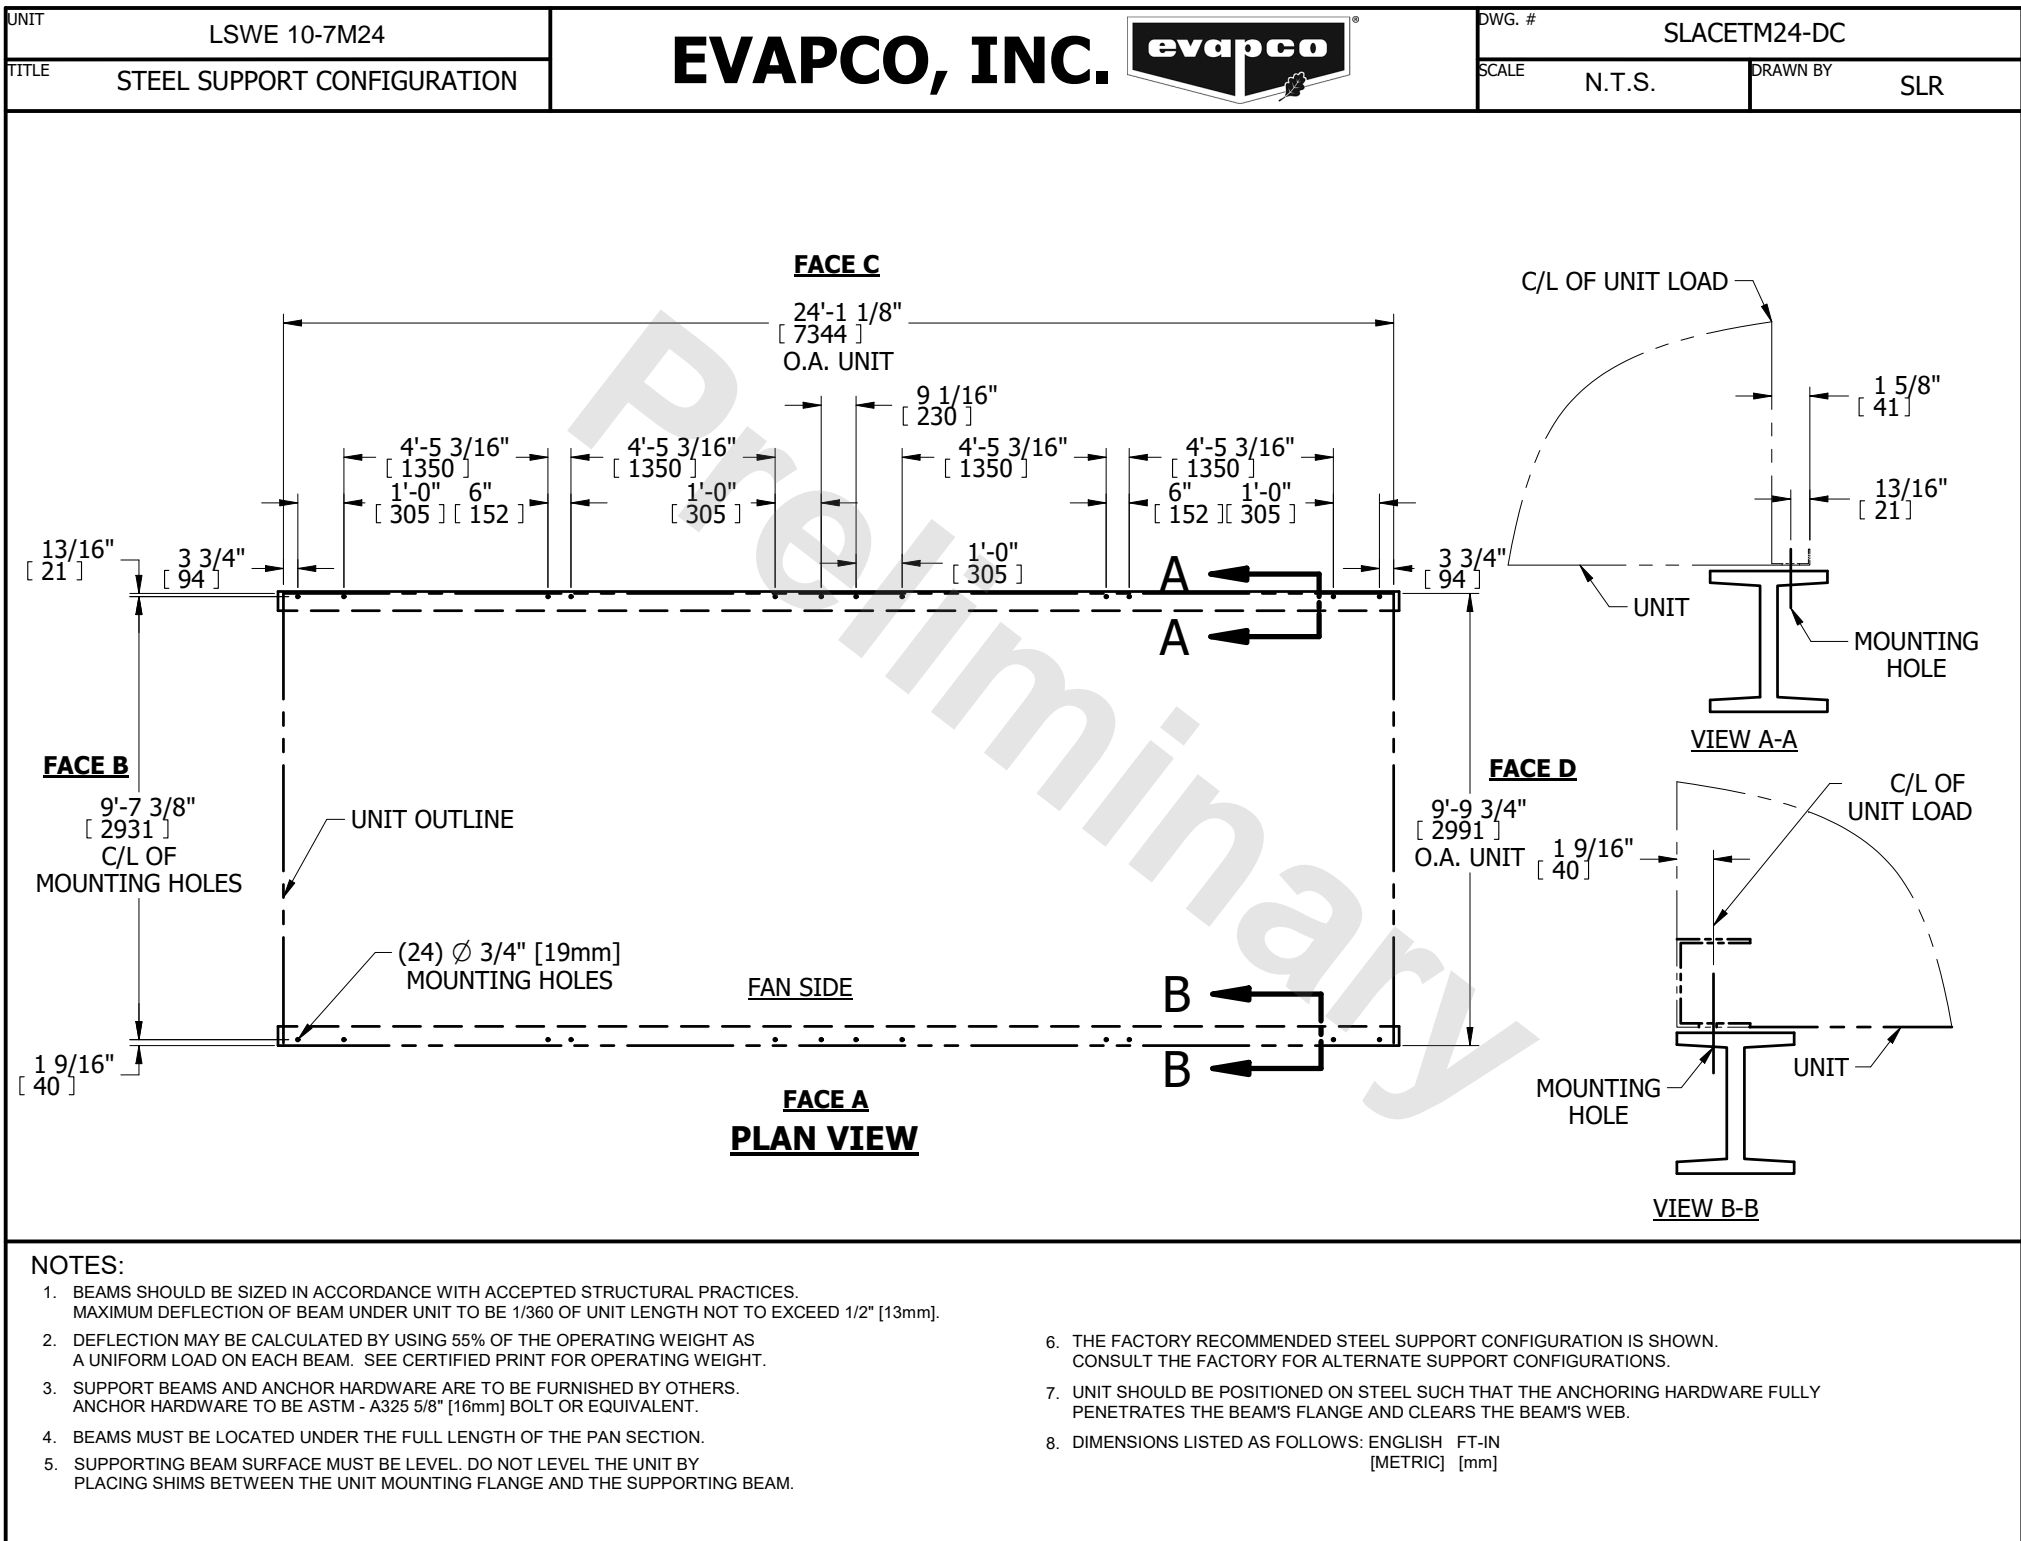 UNIT
LSWE 10-7M24
TITLE
STEEL SUPPORT CONFIGURATION
EVAPCO, INC.
evapco
®
DWG. #
SLACETM24-DC
SCALE
N.T.S.
DRAWN BY
SLR
FACE C
24'-1 1/8"
[ 7344 ]
O.A. UNIT
9 1/16"
[ 230 ]
4'-5 3/16"
[ 1350 ]
4'-5 3/16"
[ 1350 ]
4'-5 3/16"
[ 1350 ]
4'-5 3/16"
[ 1350 ]
1'-0"
[ 305 ]
6"
[ 152 ]
1'-0"
[ 305 ]
6"
[ 152 ]
1'-0"
[ 305 ]
13/16"
[ 21 ]
3 3/4"
[ 94 ]
1'-0"
[ 305 ]
3 3/4"
[ 94 ]
A
A
FACE B
9'-7 3/8"
[ 2931 ]
C/L OF
MOUNTING HOLES
UNIT OUTLINE
FACE D
9'-9 3/4"
[ 2991 ]
O.A. UNIT
(24) ∅ 3/4" [19mm]
MOUNTING HOLES
FAN SIDE
B
B
1 9/16"
[ 40 ]
FACE A
PLAN VIEW
Preliminary
C/L OF UNIT LOAD
1 5/8"
[ 41 ]
13/16"
[ 21 ]
UNIT
MOUNTING
HOLE
VIEW A-A
C/L OF
UNIT LOAD
1 9/16"
[ 40 ]
UNIT
MOUNTING
HOLE
VIEW B-B
NOTES:
1. BEAMS SHOULD BE SIZED IN ACCORDANCE WITH ACCEPTED STRUCTURAL PRACTICES.
MAXIMUM DEFLECTION OF BEAM UNDER UNIT TO BE 1/360 OF UNIT LENGTH NOT TO EXCEED 1/2" [13mm].
2. DEFLECTION MAY BE CALCULATED BY USING 55% OF THE OPERATING WEIGHT AS
A UNIFORM LOAD ON EACH BEAM. SEE CERTIFIED PRINT FOR OPERATING WEIGHT.
3. SUPPORT BEAMS AND ANCHOR HARDWARE ARE TO BE FURNISHED BY OTHERS.
ANCHOR HARDWARE TO BE ASTM - A325 5/8" [16mm] BOLT OR EQUIVALENT.
4. BEAMS MUST BE LOCATED UNDER THE FULL LENGTH OF THE PAN SECTION.
5. SUPPORTING BEAM SURFACE MUST BE LEVEL. DO NOT LEVEL THE UNIT BY
PLACING SHIMS BETWEEN THE UNIT MOUNTING FLANGE AND THE SUPPORTING BEAM.
6. THE FACTORY RECOMMENDED STEEL SUPPORT CONFIGURATION IS SHOWN.
CONSULT THE FACTORY FOR ALTERNATE SUPPORT CONFIGURATIONS.
7. UNIT SHOULD BE POSITIONED ON STEEL SUCH THAT THE ANCHORING HARDWARE FULLY
PENETRATES THE BEAM'S FLANGE AND CLEARS THE BEAM'S WEB.
8. DIMENSIONS LISTED AS FOLLOWS: ENGLISH FT-IN
[METRIC] [mm]